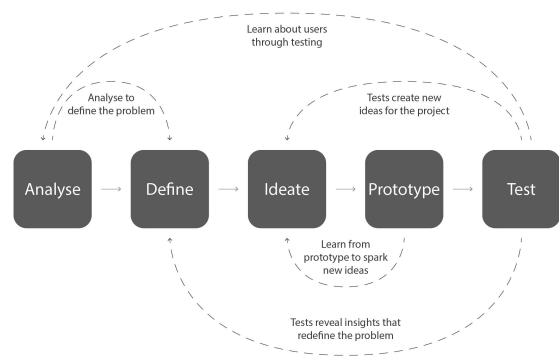 Learn about users
through testing
Analyse to
define the problem
Tests create new
ideas for the project
Analyse
Define
Ideate
Prototype
Test
Learn from
prototype to spark
new ideas
Tests reveal insights that
redefine the problem